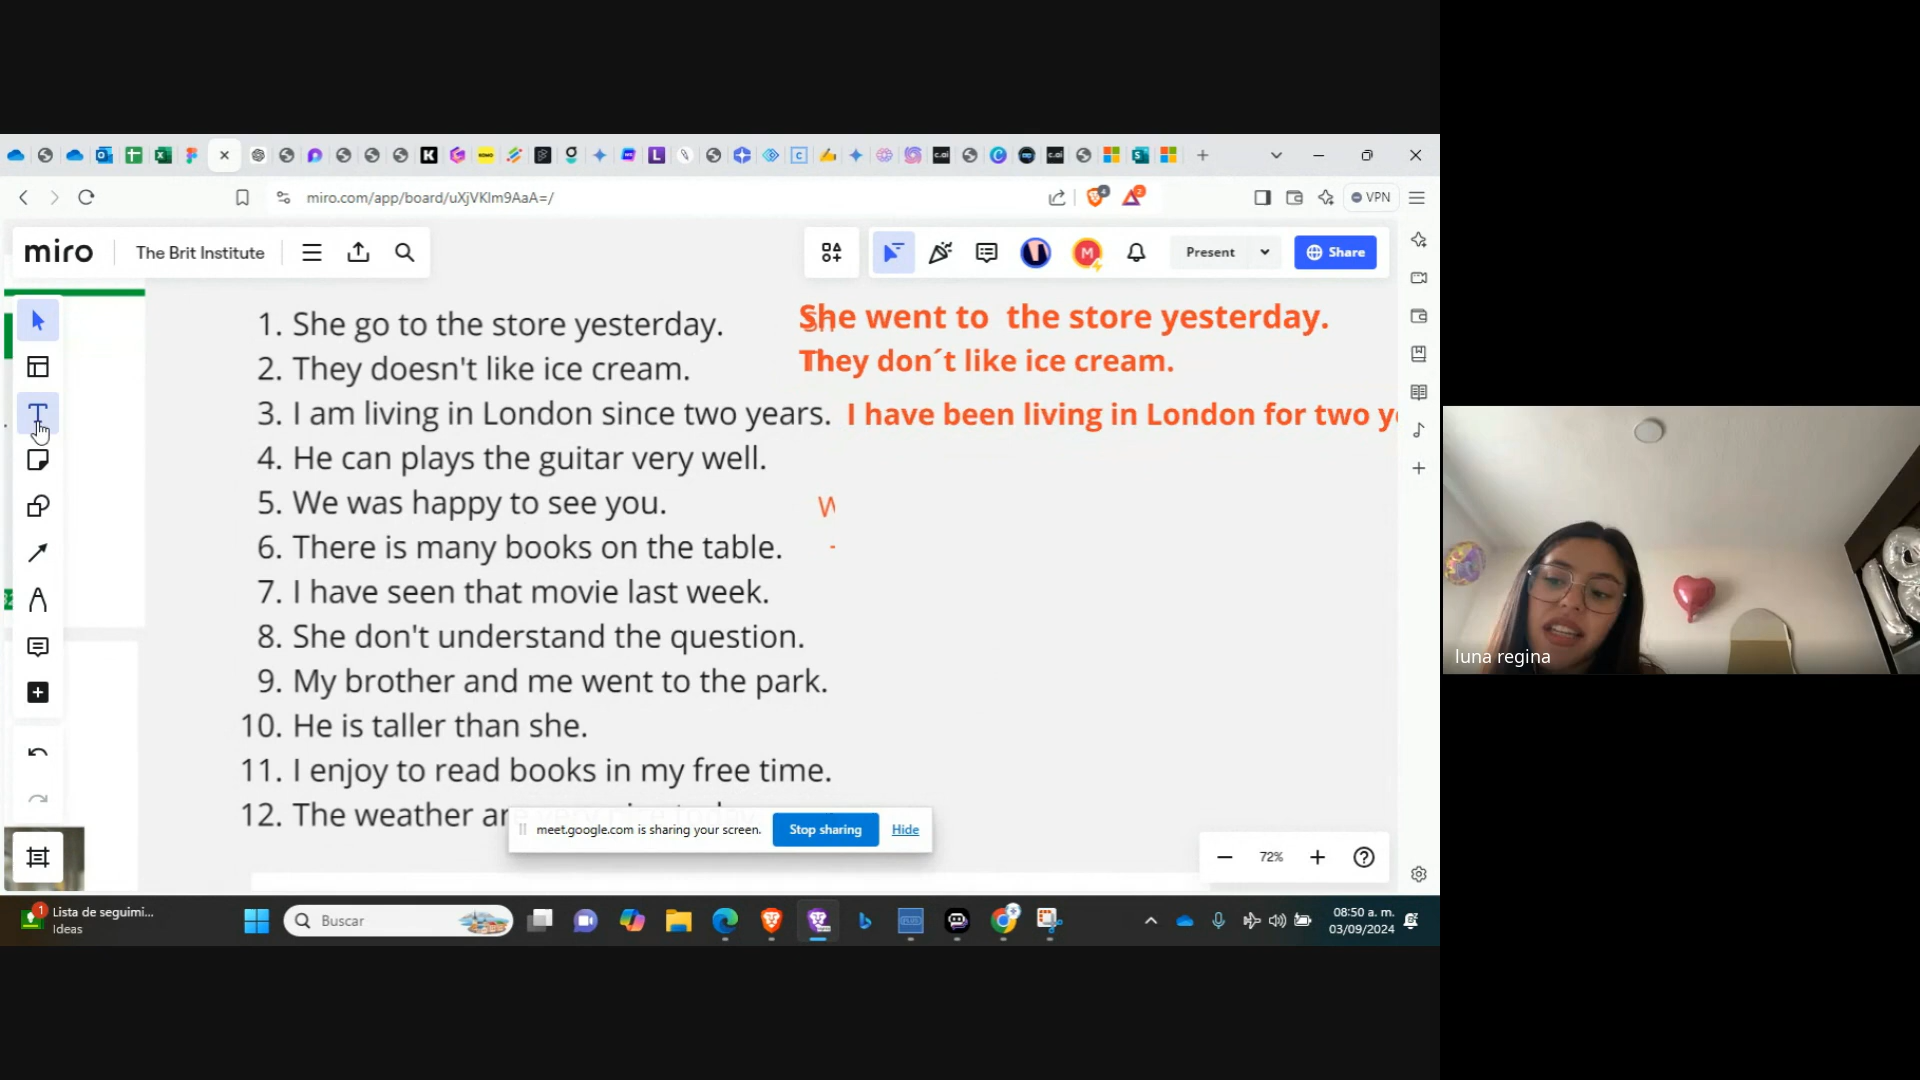 miro.com/app/board/uXjVKlm9AaA=/
VPN
miro
The Brit Institute
Present
Share
1. She go to the store yesterday.
She went to the store yesterday.
2. They doesn't like ice cream.
They don´t like ice cream.
3. I am living in London since two years.
I have been living in London for two y
4. He can plays the guitar very well.
5. We was happy to see you.
W
6. There is many books on the table.
7. I have seen that movie last week.
8. She don't understand the question.
9. My brother and me went to the park.
10. He is taller than she.
11. I enjoy to read books in my free time.
12. The weather ar
meet.google.com is sharing your screen.
Stop sharing
Hide
72%
luna regina
Lista de seguimi...
Ideas
Buscar
08:50 a. m.
03/09/2024